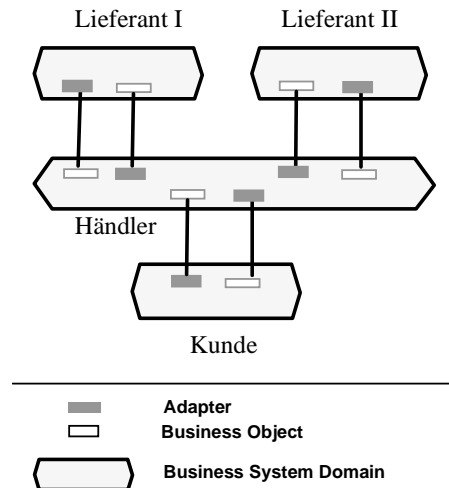 Lieferant I Lieferant II
Händler
Kunde
Adapter
Business Object
Business System Domain